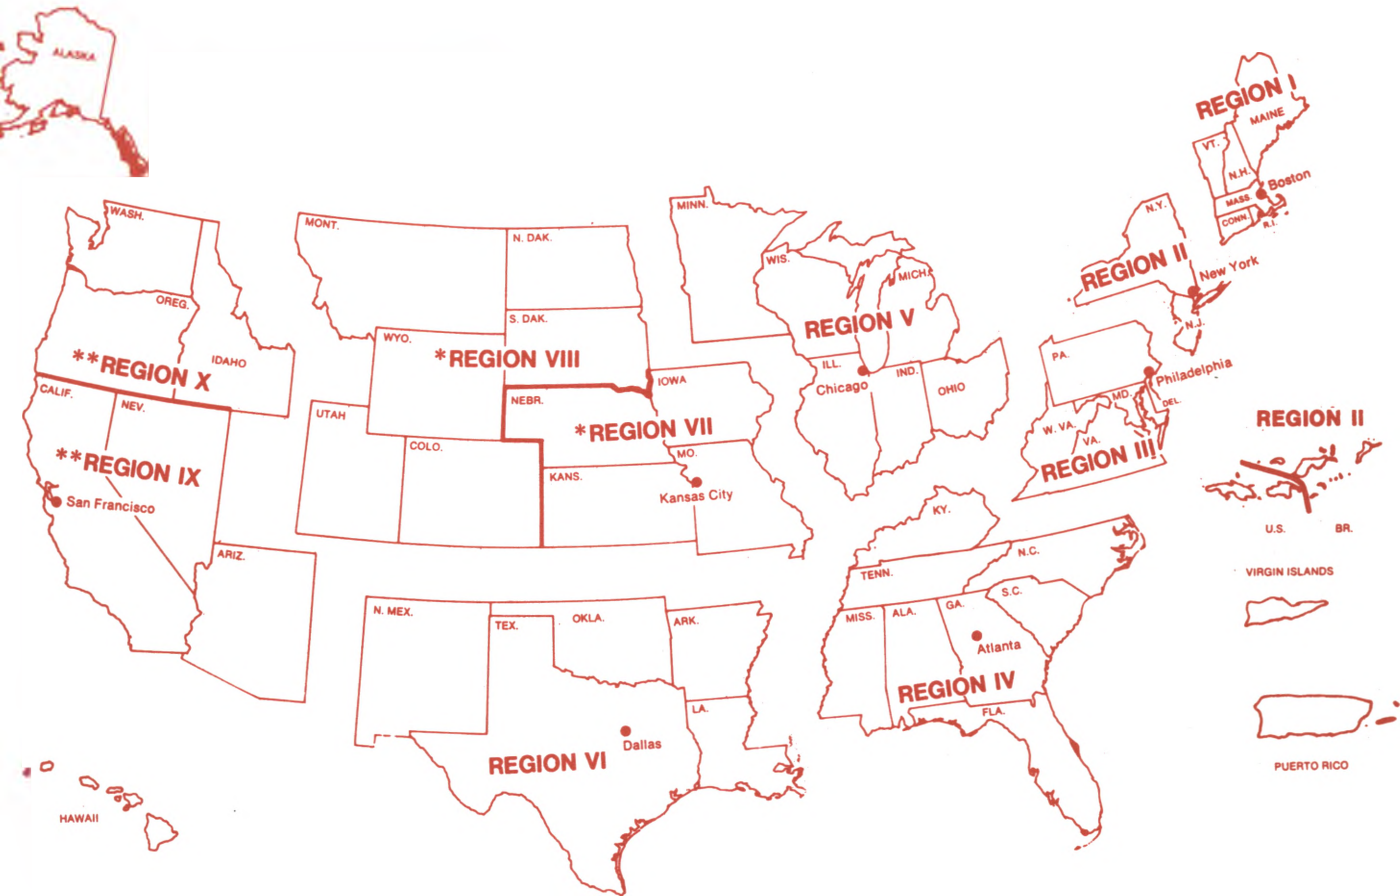 ALASKA
REGION I
MAINE
VT.
N.H.
Boston
MASS.
CONN.
R.I.
N.Y.
REGION II
New York
N.J.
WASH.
OREG.
IDAHO
**REGION X
MONT.
N. DAK.
S. DAK.
WYO.
*REGION VIII
UTAH
COLO.
MINN.
WIS.
MICH.
REGION V
ILL.
IND.
OHIO
Chicago
PA.
Philadelphia
MD.
DEL.
W. VA.
VA.
REGION III
CALIF.
NEV.
**REGION IX
San Francisco
ARIZ.
NEBR.
IOWA
*REGION VII
KANS.
MO.
Kansas City
REGION II
U.S.
BR.
VIRGIN ISLANDS
PUERTO RICO
KY.
TENN.
N.C.
S.C.
MISS.
ALA.
GA.
Atlanta
REGION IV
FLA.
N. MEX.
TEX.
OKLA.
ARK.
LA.
Dallas
REGION VI
HAWAII